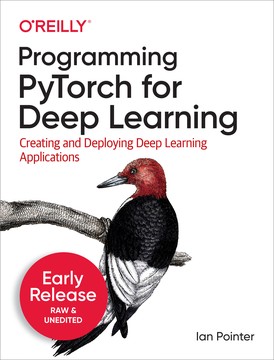 O'REILLY®
Programming
PyTorch for
Deep Learning
Creating and Deploying Deep Learning
Applications
Early
Release
RAW &
UNEDITED
Ian Pointer